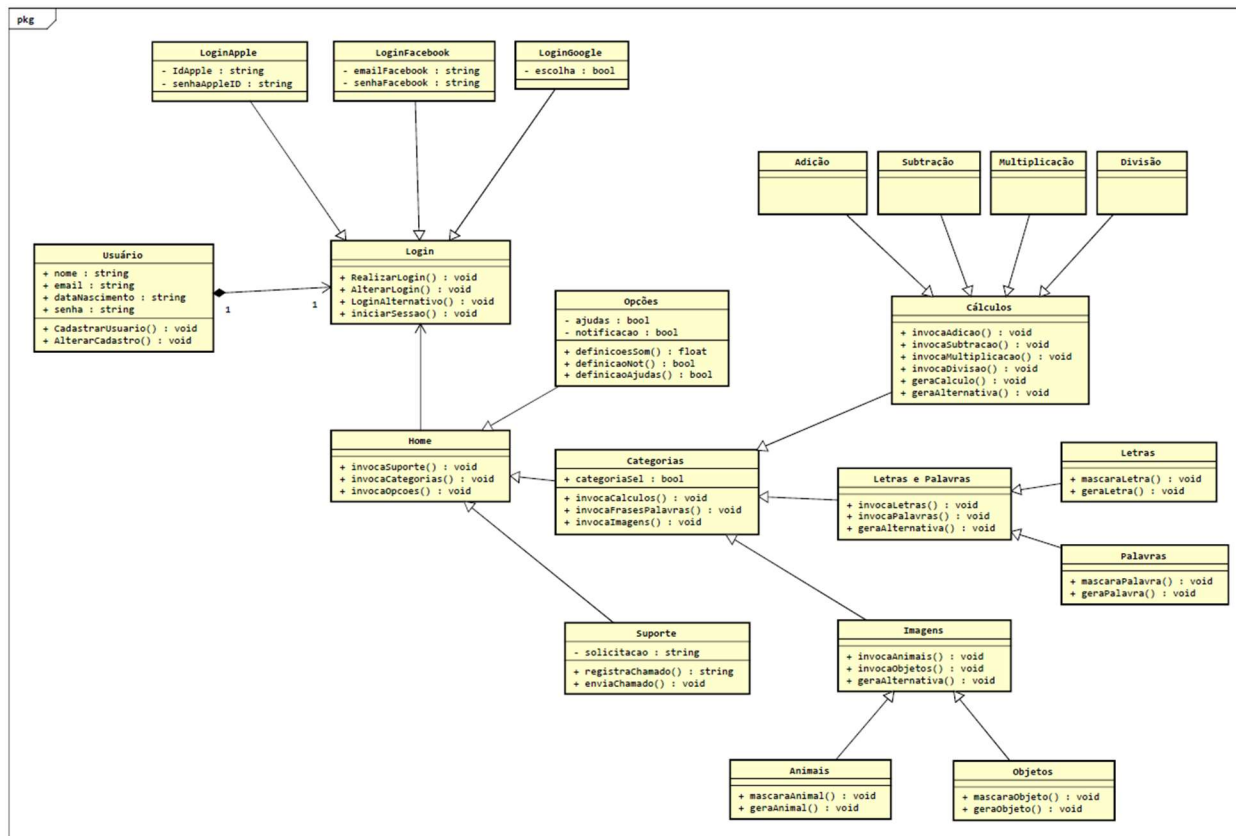 pkg
LoginApple
- IdApple : string
- senhaAppleID : string
LoginFacebook
- emailFacebook : string
- senhaFacebook : string
LoginGoogle
- escolha : bool
Adição
Subtração
Multiplicação
Divisão
Usuário
+ nome : string
+ email : string
+ dataNascimento : string
+ senha : string
+ CadastrarUsuario() : void
+ AlterarCadastro() : void
1
1
Login
+ RealizarLogin() : void
+ AlterarLogin() : void
+ LoginAlternativo() : void
+ iniciarSessao() : void
Opções
- ajudas : bool
- notificacao : bool
+ definicoesSom() : float
+ definicaoNot() : bool
+ definicaoAjudas() : bool
Cálculos
+ invocaAdicao() : void
+ invocaSubtracao() : void
+ invocaMultiplicacao() : void
+ invocaDivisao() : void
+ geraCalculo() : void
+ geraAlternativa() : void
Home
+ invocaSuporte() : void
+ invocaCategorias() : void
+ invocaOpcoes() : void
Categorias
+ categoriaSel : bool
+ invocaCalculos() : void
+ invocaFrasesPalavras() : void
+ invocaImagens() : void
Letras e Palavras
+ invocaLetras() : void
+ invocaPalavras() : void
+ geraAlternativa() : void
Letras
+ mascaraLetra() : void
+ geraLetra() : void
Palavras
+ mascaraPalavra() : void
+ geraPalavra() : void
Suporte
- solicitacao : string
+ registraChamado() : string
+ enviaChamado() : void
Imagens
+ invocaAnimais() : void
+ invocaObjetos() : void
+ geraAlternativa() : void
Animais
+ mascaraAnimal() : void
+ geraAnimal() : void
Objetos
+ mascaraObjeto() : void
+ geraObjeto() : void